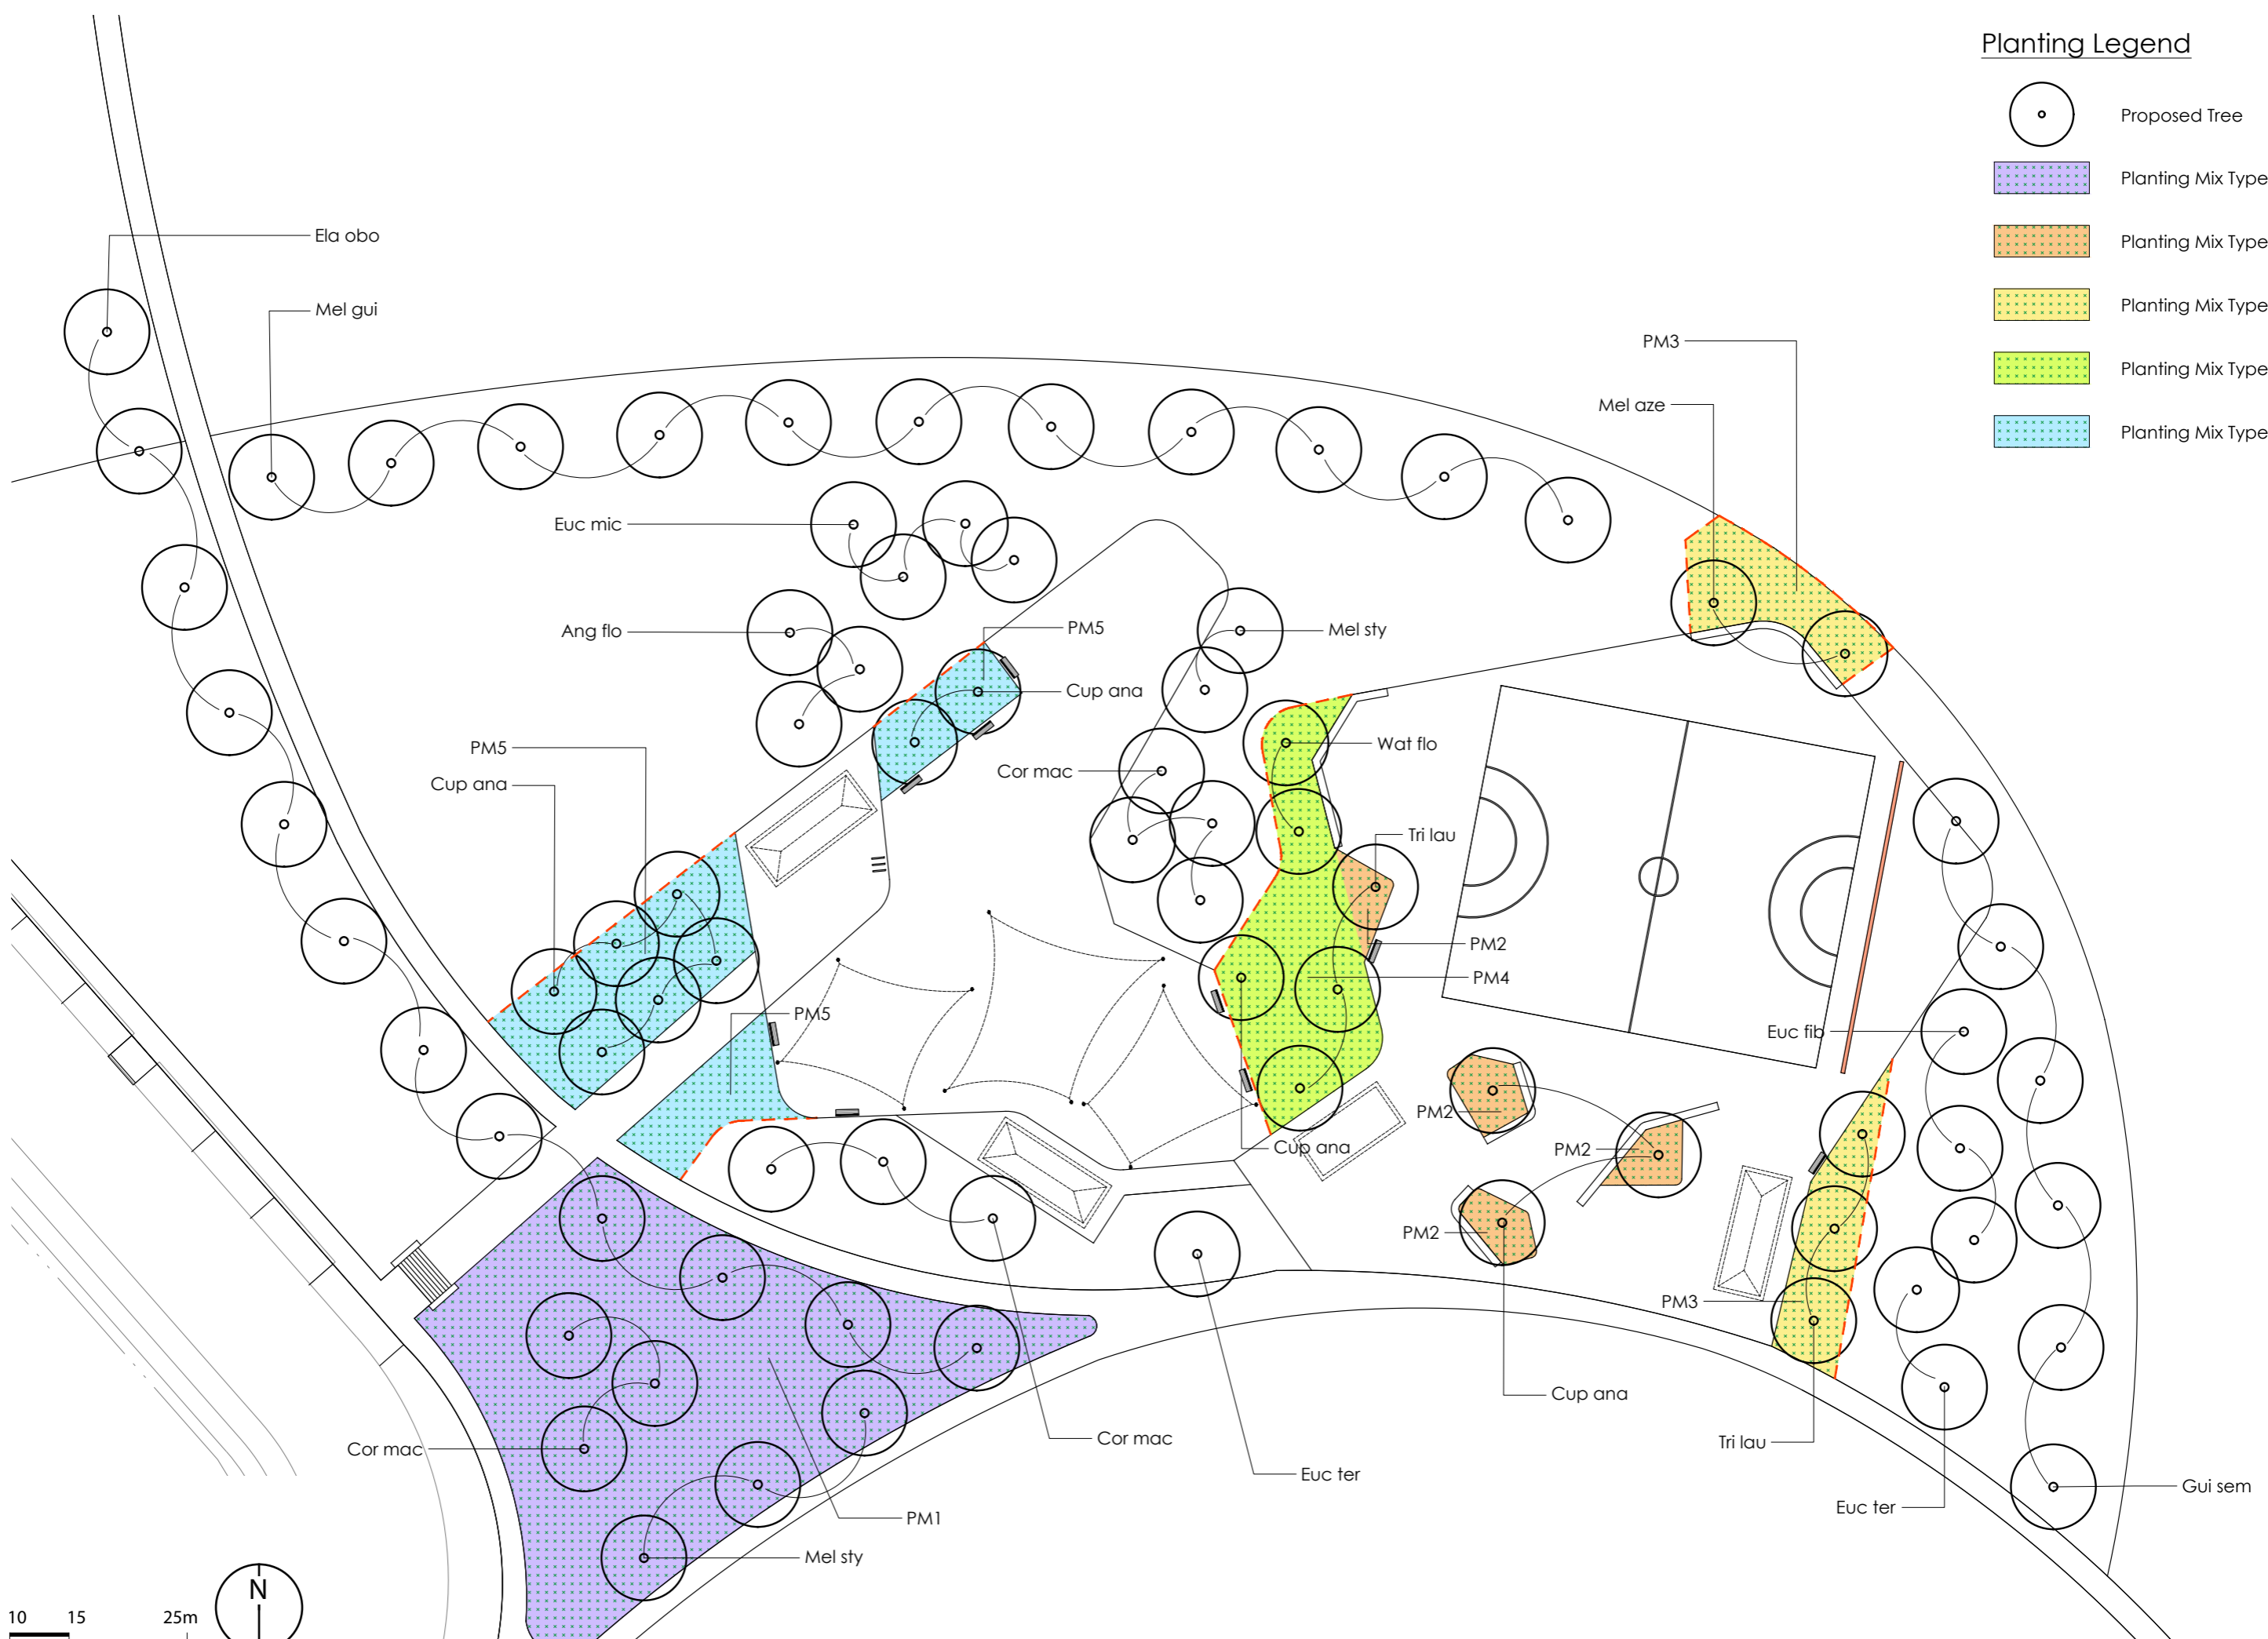 Planting Legend
Proposed Tree
Planting Mix Type
Planting Mix Type
Planting Mix Type
Planting Mix Type
Planting Mix Type
Ela obo
Mel gui
PM3
Mel aze
Euc mic
Ang flo
PM5
Mel sty
Cup ana
PM5
Wat flo
Cor mac
Cup ana
Tri lau
PM2
PM4
PM5
Euc fib
PM2
Cup ana
PM2
PM2
PM3
Cup ana
Cor mac
Tri lau
Cor mac
Euc ter
Gui sem
Euc ter
PM1
Mel sty
N
10 15 25m